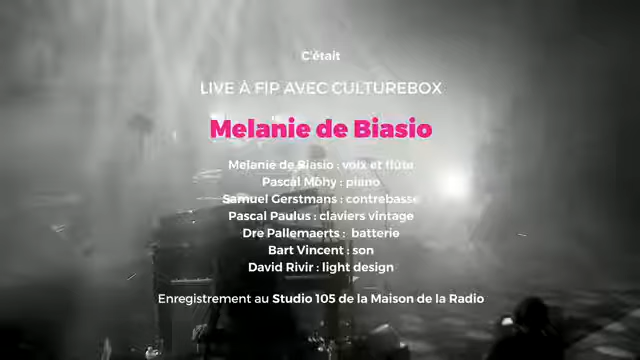 C'était
LIVE À FIP AVEC CULTUREBOX
Melanie de Biasio
Melanie de Biasio : voix et flûte
Pascal Mohy : piano
Samuel Gerstmans : contrebasse
Pascal Paulus : claviers vintage
Dre Pallemaerts : batterie
Bart Vincent : son
David Rivir : light design
Enregistrement au Studio 105 de la Maison de la Radio